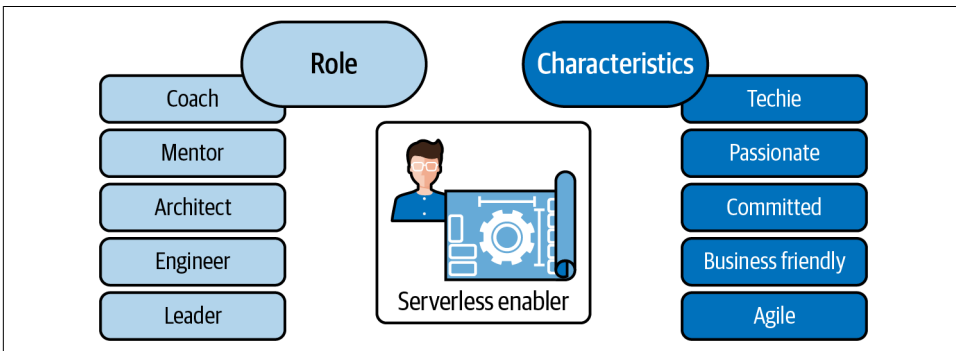 Role
Coach
Mentor
Architect
Engineer
Leader
Serverless enabler
Characteristics
Techie
Passionate
Committed
Business friendly
Agile